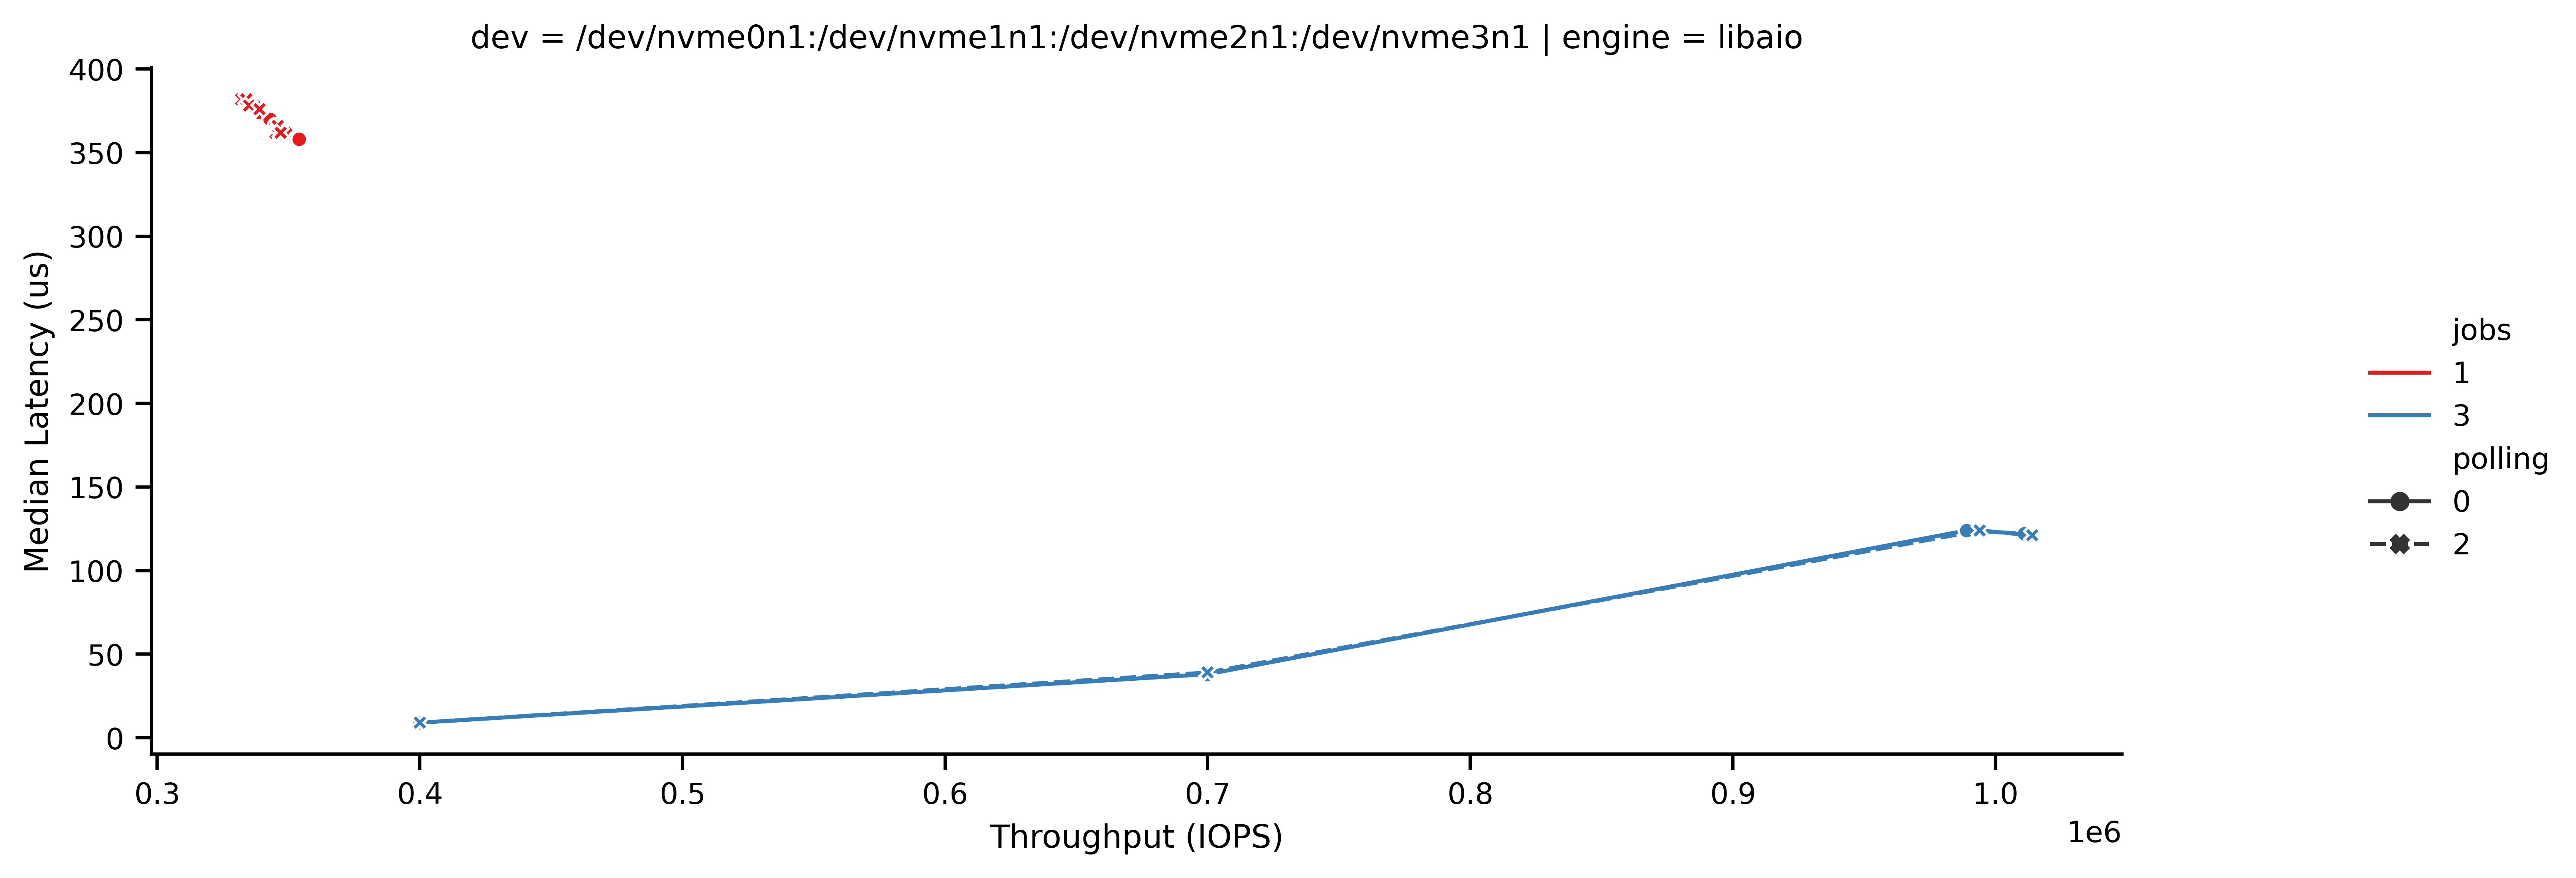 dev = /dev/nvme0n1:/dev/nvme1n1:/dev/nvme2n1:/dev/nvme3n1 | engine = libaio
400
350
300
250
200
150
100
50
0
Median Latency (us)
0.3 0.4 0.5 0.6 0.7 0.8 0.9 1.0
1e6
Throughput (IOPS)
jobs
1
3
polling
0
2